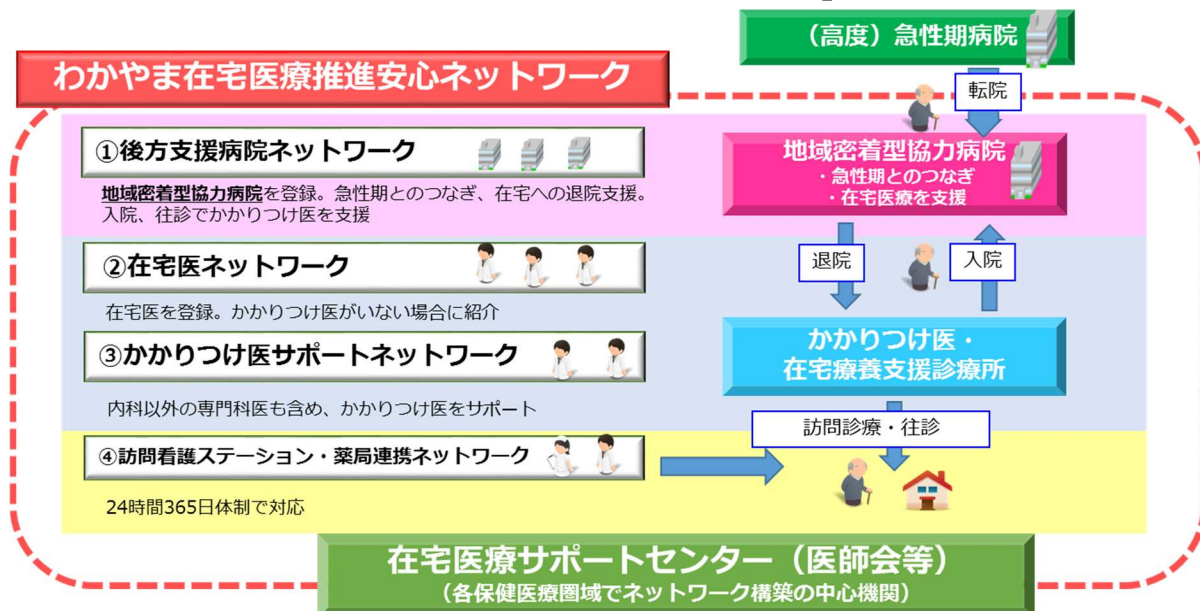 （高度）急性期病院
わかやま在宅医療推進安心ネットワーク
転院
①後方支援病院ネットワーク
地域密着型協力病院を登録。急性期とのつなぎ、在宅への退院支援。
入院、往診でかかりつけ医を支援
地域密着型協力病院
・急性期とのつなぎ
・在宅医療を支援
②在宅医ネットワーク
在宅医を登録。かかりつけ医がいない場合に紹介
退院
入院
③かかりつけ医サポートネットワーク
内科以外の専門科医も含め、かかりつけ医をサポート
かかりつけ医・
在宅療養支援診療所
訪問診療・往診
④訪問看護ステーション・薬局連携ネットワーク
24時間365日体制で対応
在宅医療サポートセンター（医師会等）
（各保健医療圏域でネットワーク構築の中心機関）